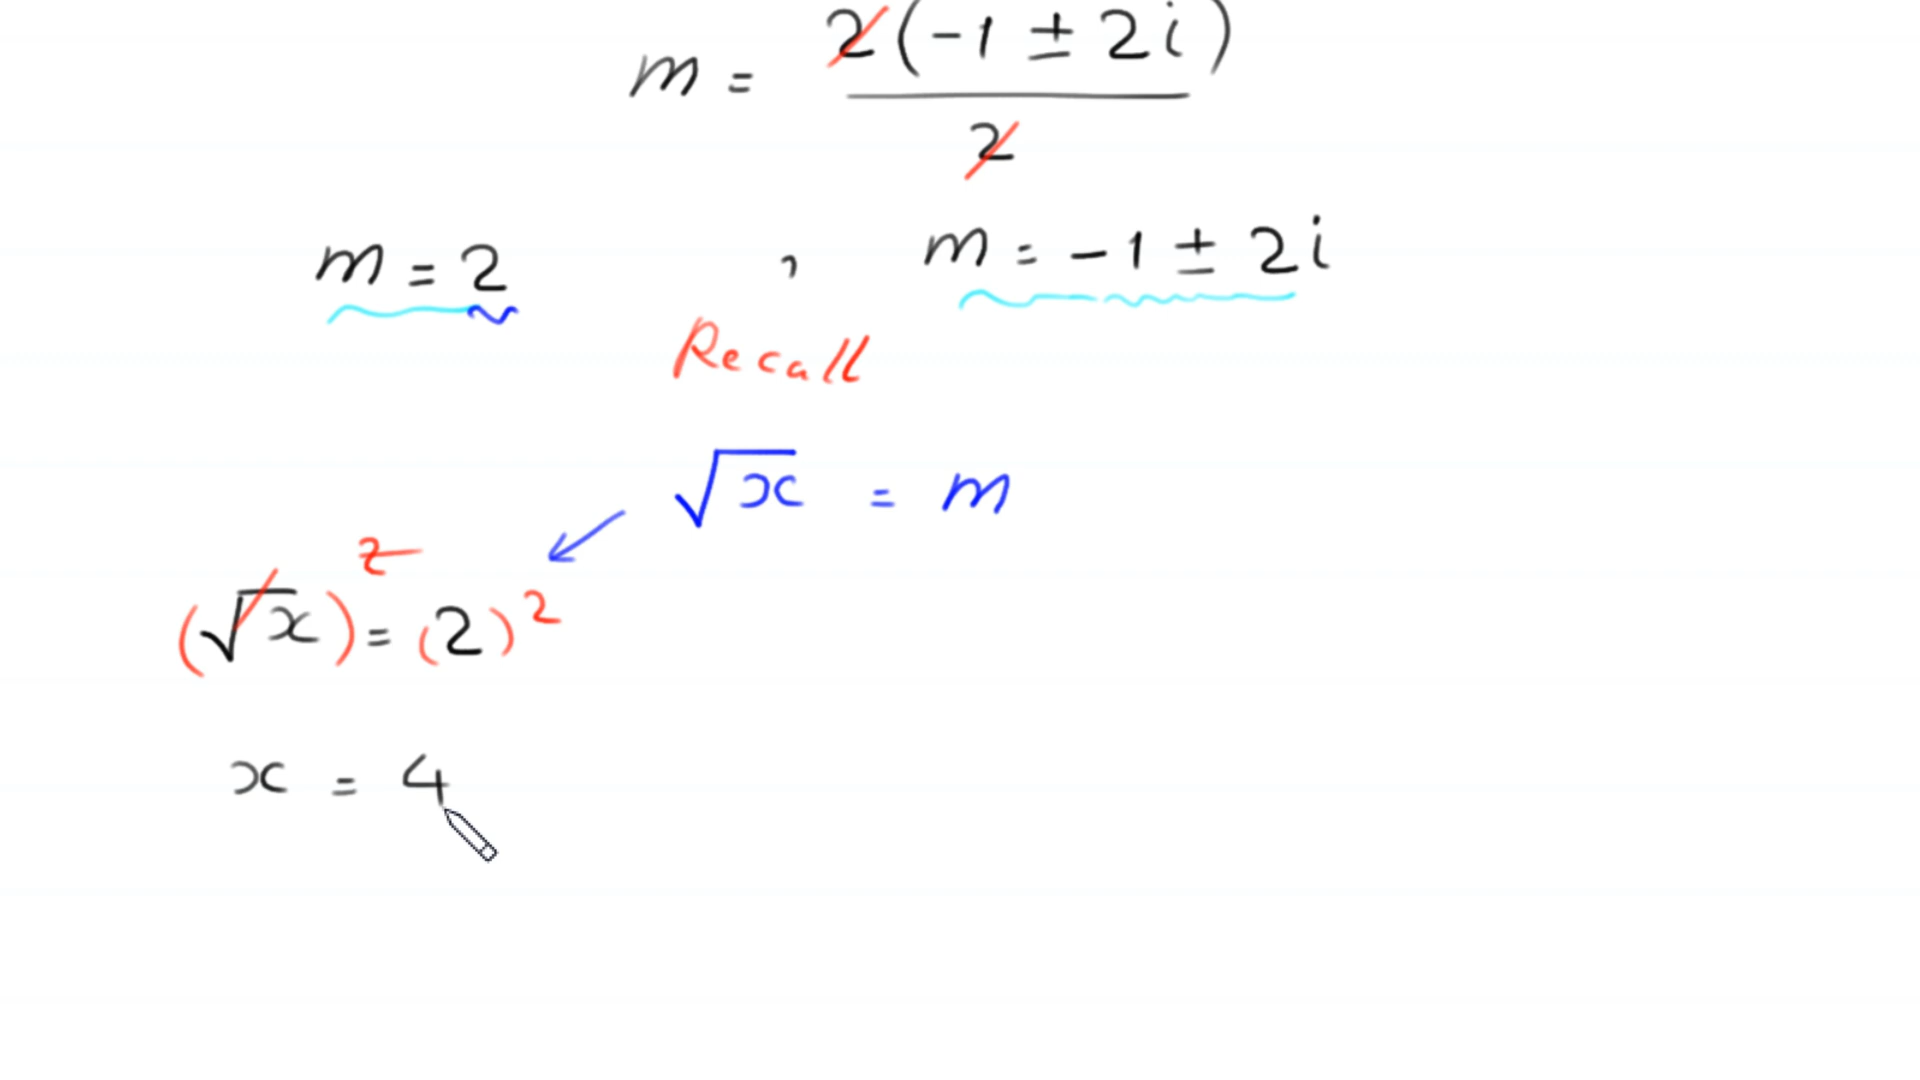 m = 2(-1 ± 2i) / 2
m = 2 , m = -1 ± 2i
Recall
√x = m
(√x)² = (2)²
x = 4